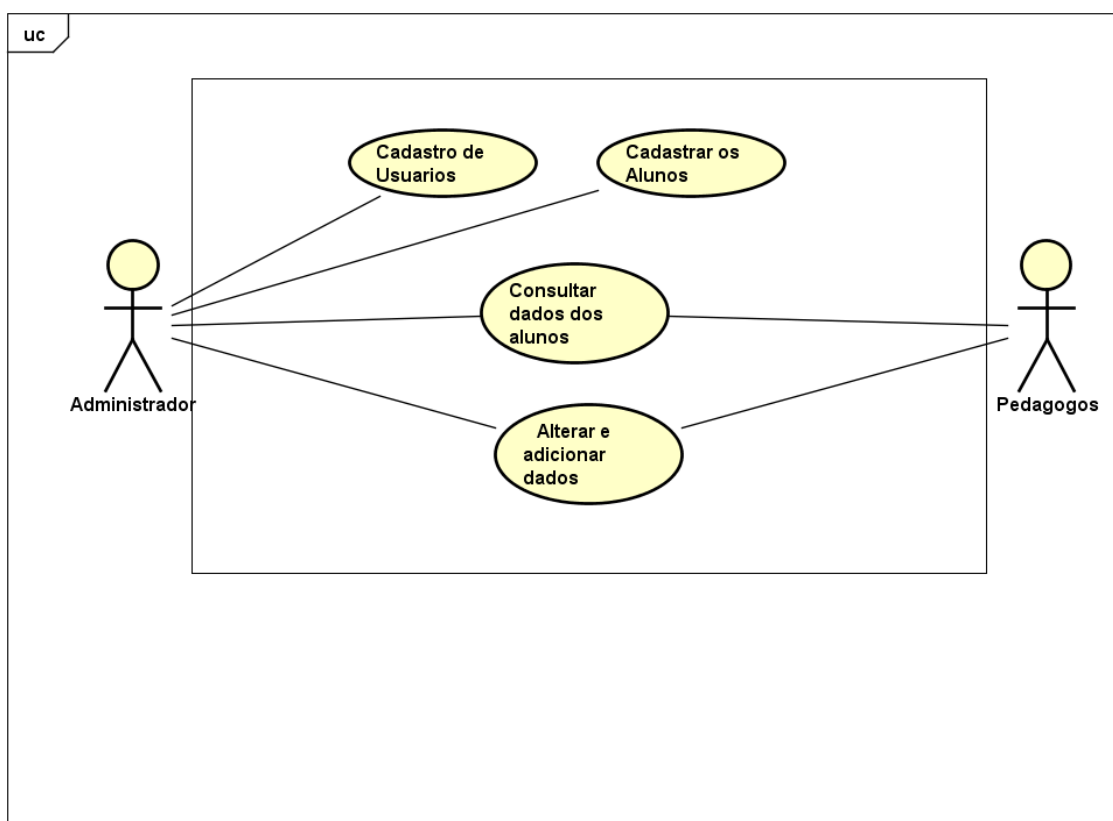 uc
Cadastro de
Usuarios
Cadastrar os
Alunos
Consultar
dados dos
alunos
Administrador
Pedagogos
Alterar e
adicionar
dados